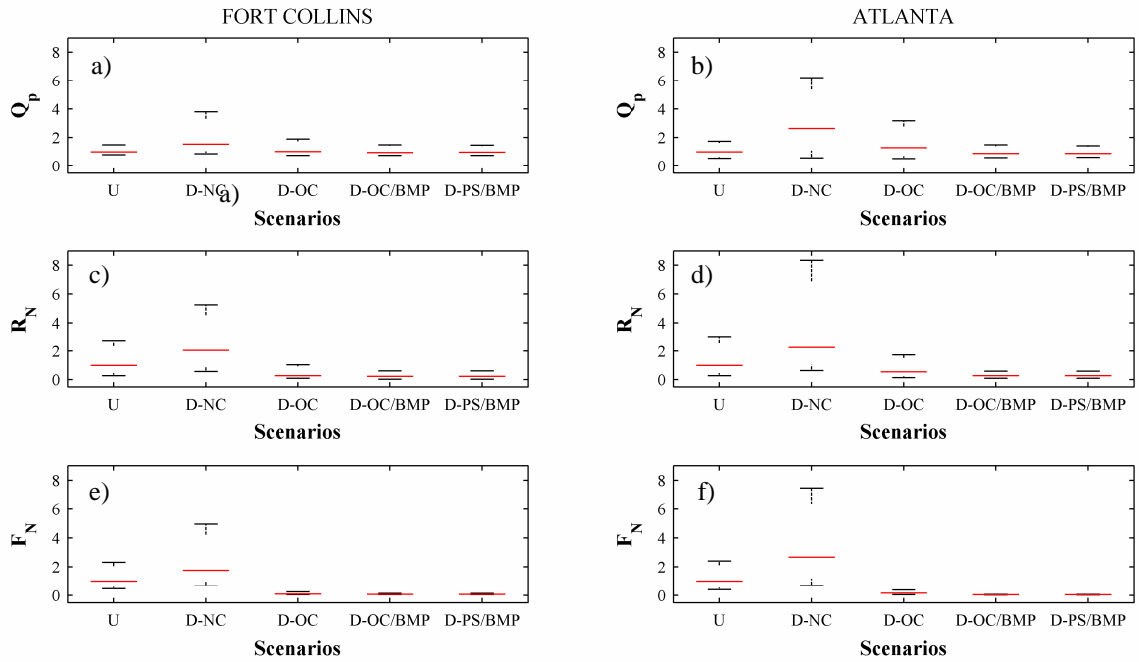 FORT COLLINS
ATLANTA
a)
b)
Qp
8
6
4
2
0
U D-NC D-OC D-OC/BMP D-PS/BMP
a)
Scenarios
Qp
8
6
4
2
0
U D-NC D-OC D-OC/BMP D-PS/BMP
Scenarios
c)
RN
8
6
4
2
0
U D-NC D-OC D-OC/BMP D-PS/BMP
Scenarios
d)
RN
8
6
4
2
0
U D-NC D-OC D-OC/BMP D-PS/BMP
Scenarios
e)
FN
8
6
4
2
0
U D-NC D-OC D-OC/BMP D-PS/BMP
Scenarios
f)
FN
8
6
4
2
0
U D-NC D-OC D-OC/BMP D-PS/BMP
Scenarios